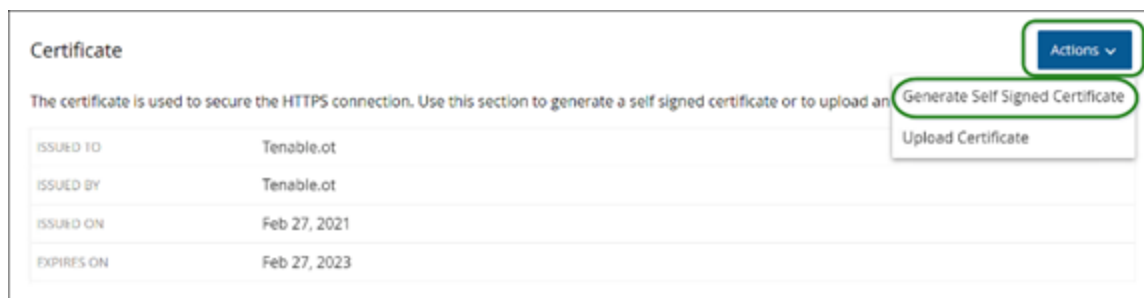 Certificate
Actions
The certificate is used to secure the HTTPS connection. Use this section to generate a self signed certificate or to upload an
Generate Self Signed Certificate
Upload Certificate
ISSUED TO Tenable.ot
ISSUED BY Tenable.ot
ISSUED ON Feb 27, 2021
EXPIRES ON Feb 27, 2023